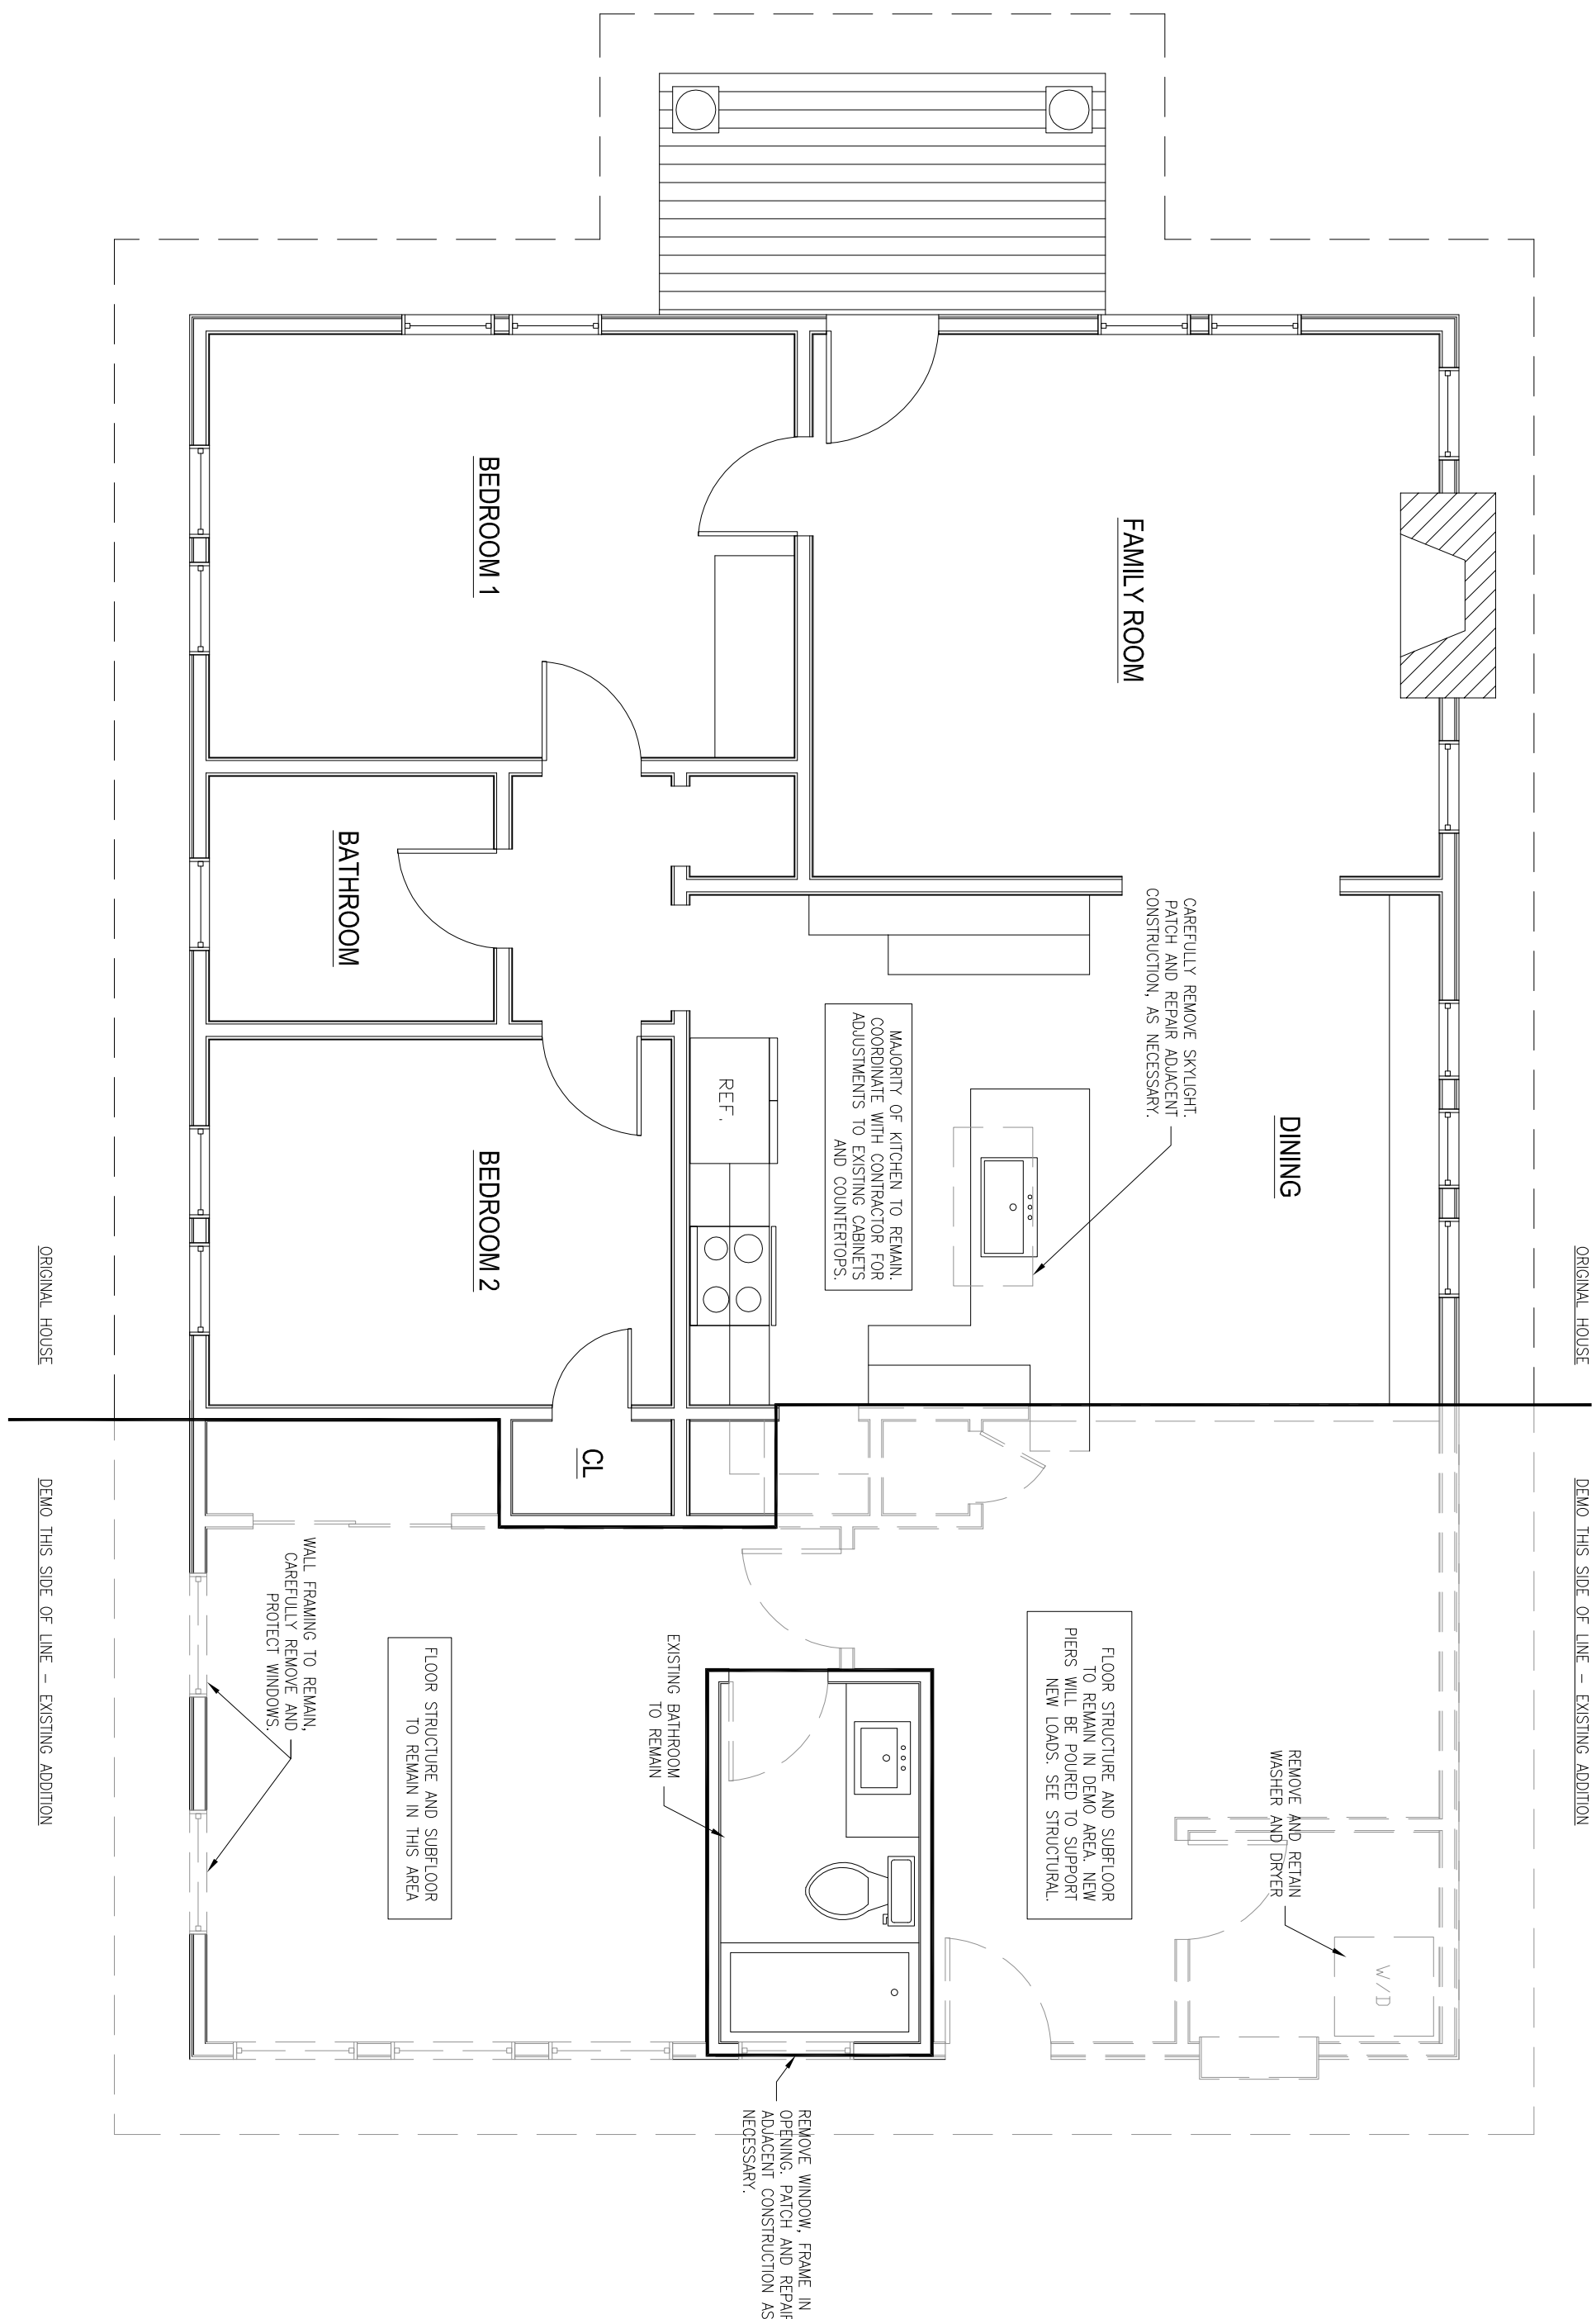 FAMILY ROOM
BEDROOM 1
BATHROOM
BEDROOM 2
CL
DINING
CAREFULLY REMOVE SKYLIGHT.
PATCH AND REPAIR ADJACENT
CONSTRUCTION, AS NECESSARY.
MAJORITY OF KITCHEN TO REMAIN.
COORDINATE WITH CONTRACTOR FOR
ADJUSTMENTS TO EXISTING CABINETS
AND COUNTERTOPS.
REF.
ORIGINAL HOUSE
DEMO THIS SIDE OF LINE - EXISTING ADDITION
REMOVE AND RETAIN
WASHER AND DRYER
W/D
FLOOR STRUCTURE AND SUBFLOOR
TO REMAIN IN DEMO AREA. NEW
PIERS WILL BE POURED TO SUPPORT
NEW LOADS. SEE STRUCTURAL.
EXISTING BATHROOM
TO REMAIN
FLOOR STRUCTURE AND SUBFLOOR
TO REMAIN IN THIS AREA
WALL FRAMING TO REMAIN,
CAREFULLY REMOVE AND
PROTECT WINDOWS.
REMOVE WINDOW, FRAME IN
OPENING. PATCH AND REPAIR
ADJACENT CONSTRUCTION AS
NECESSARY.
ORIGINAL HOUSE
DEMO THIS SIDE OF LINE - EXISTING ADDITION